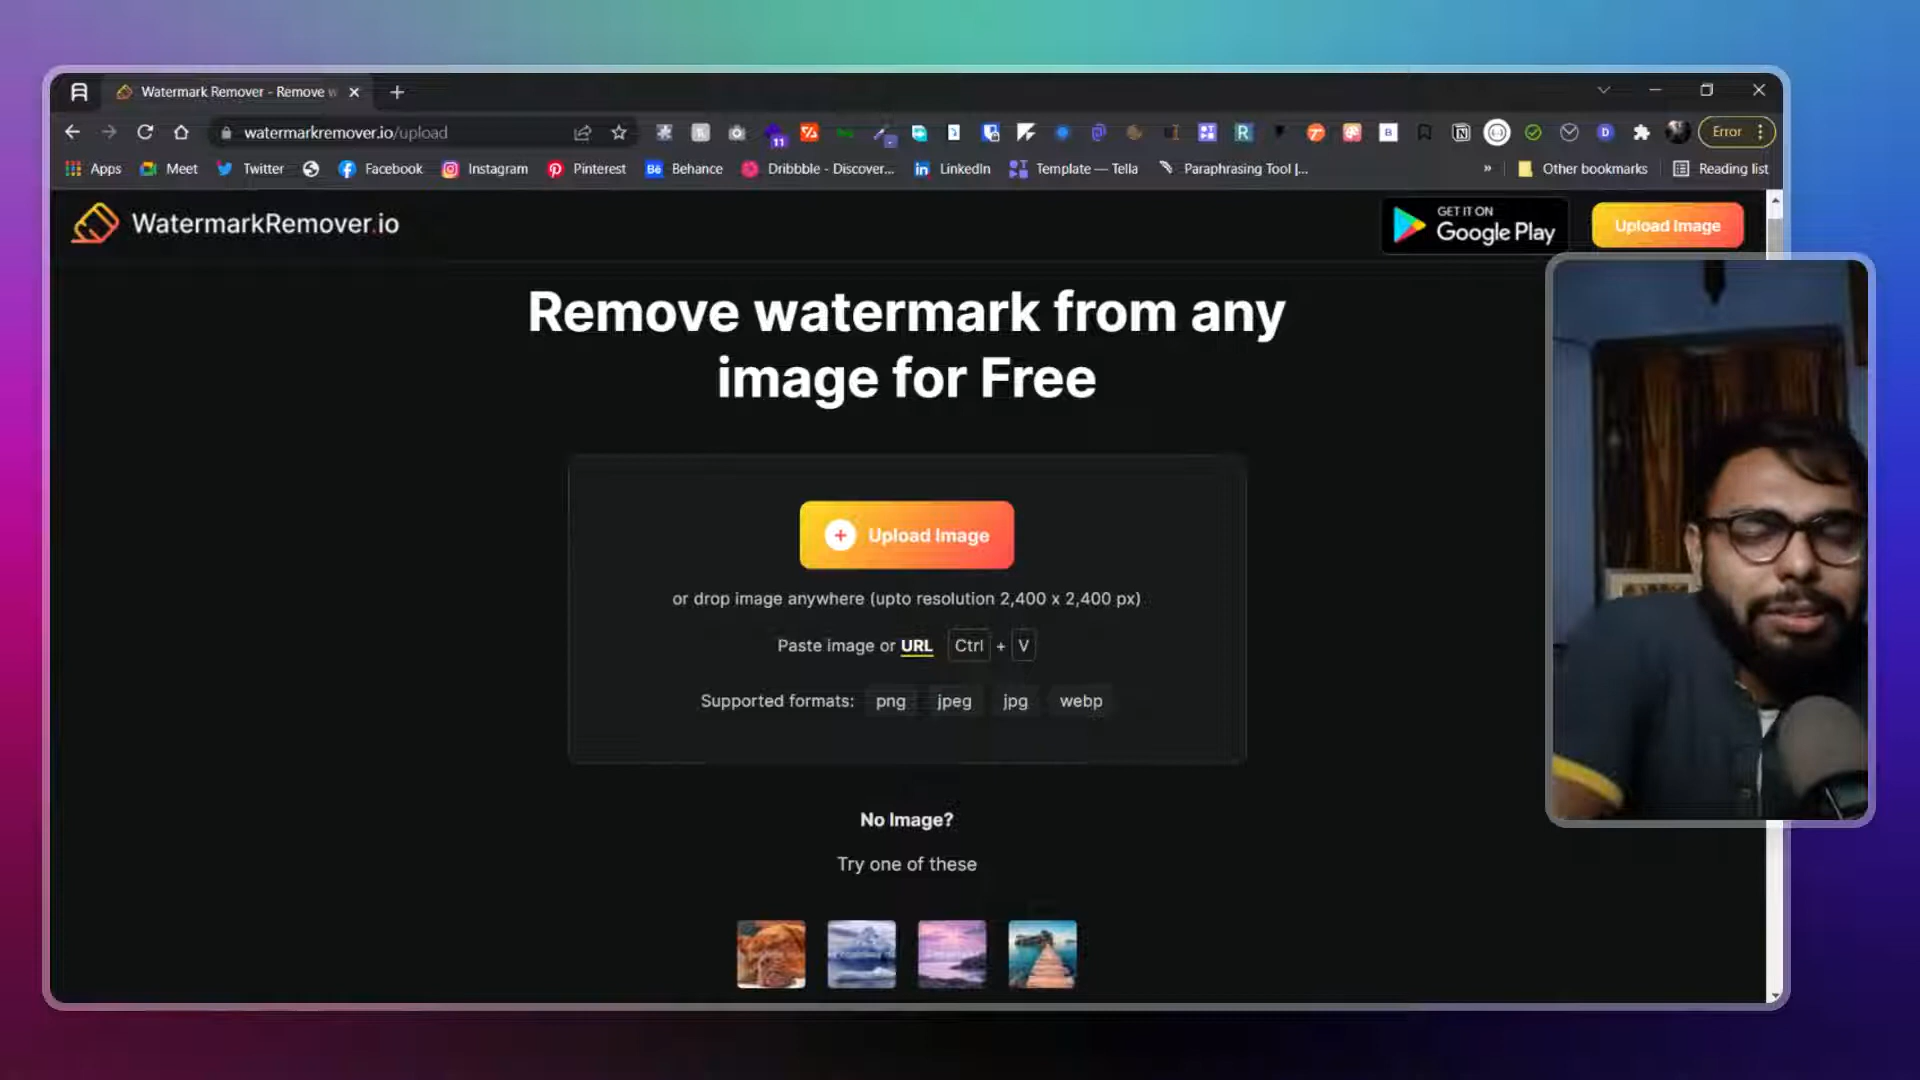 Watermark Remover - Remove w
watermarkremover.io/upload
11
R
B
D
Error
Apps
Meet
Twitter
Facebook
Instagram
Pinterest
Bē
Behance
Dribbble - Discover...
in
LinkedIn
Template — Tella
Paraphrasing Tool |...
»
Other bookmarks
Reading list
WatermarkRemover.io
GET IT ON
Google Play
Upload Image
Remove watermark from any
image for Free
Upload Image
or drop image anywhere (upto resolution 2,400 x 2,400 px)
Paste image or URL Ctrl + V
Supported formats: png jpeg jpg webp
No Image?
Try one of these